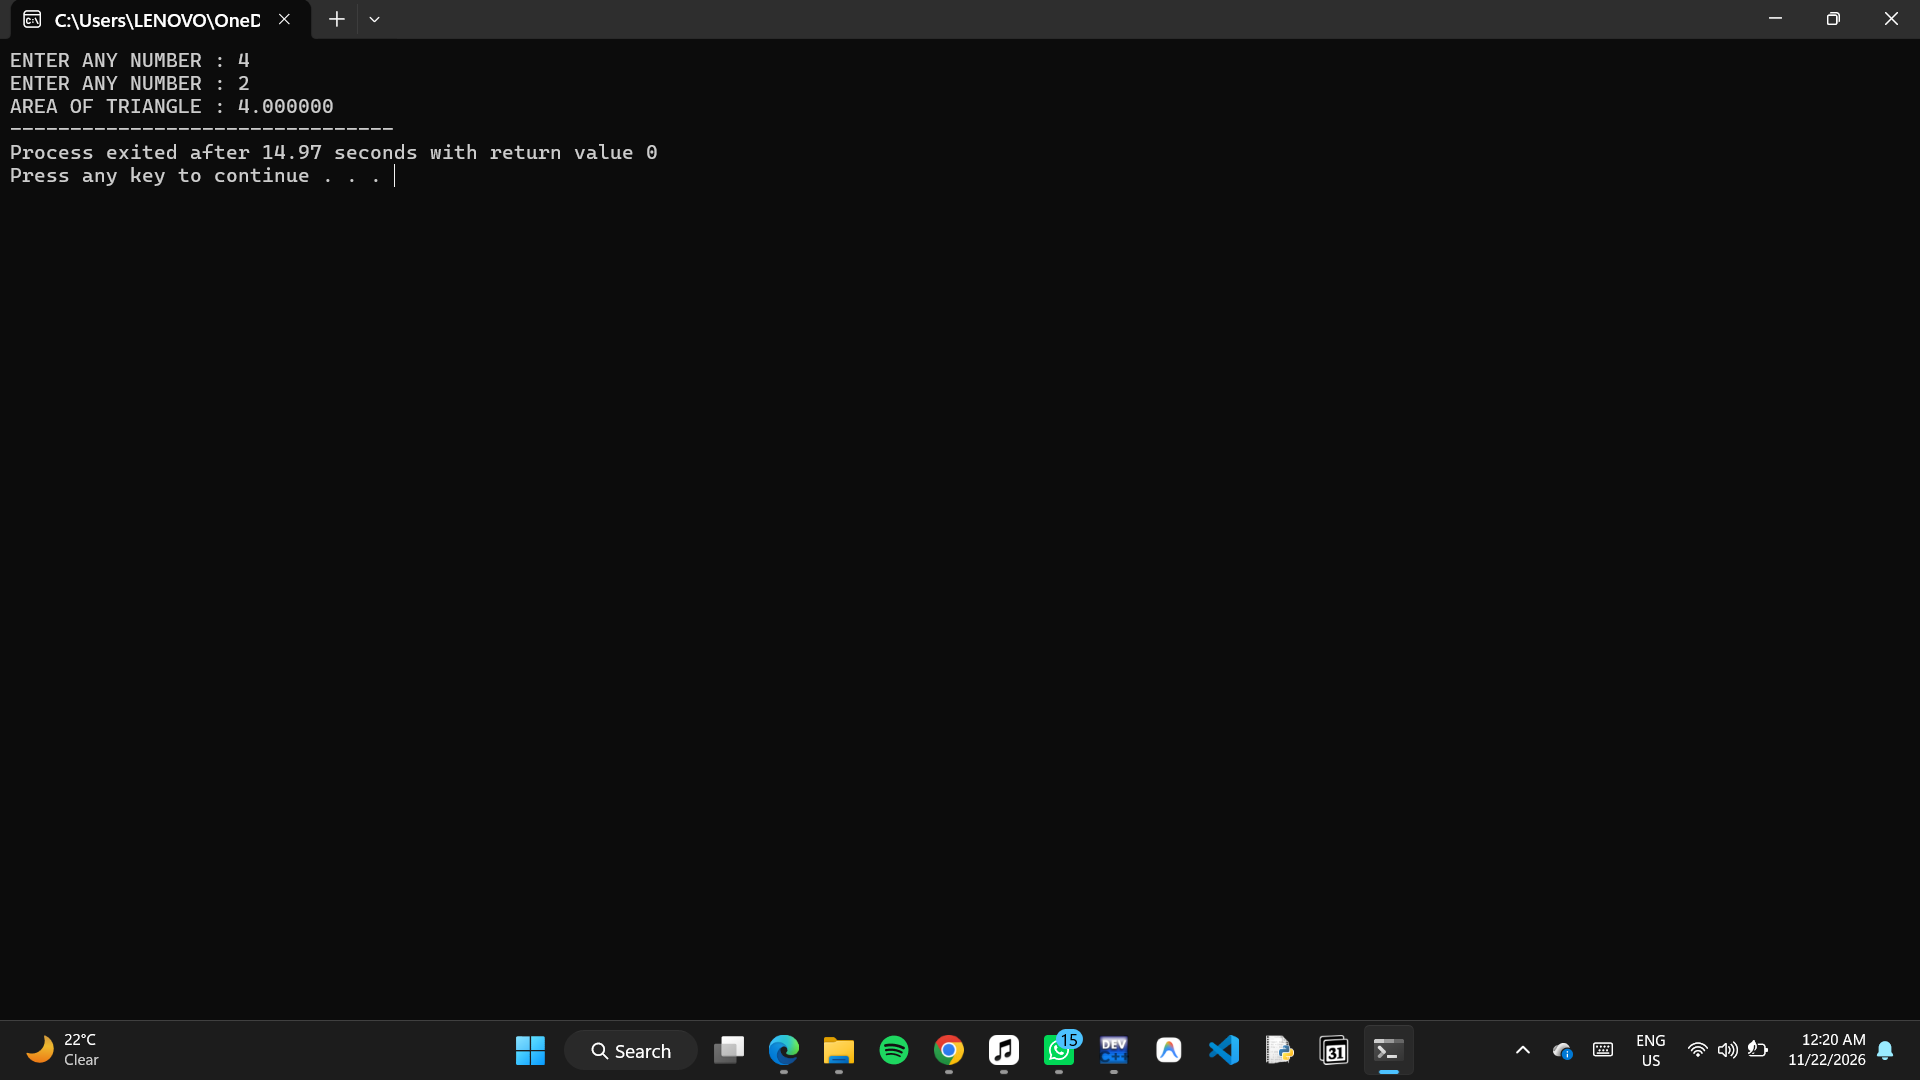 C:\Users\LENOVO\OneD
ENTER ANY NUMBER : 4
ENTER ANY NUMBER : 2
AREA OF TRIANGLE : 4.000000
--------------------------------
Process exited after 14.97 seconds with return value 0
Press any key to continue . . .
22°C
Clear
Search
15
DEV
C++
31
ENG
US
12:20 AM
11/22/2026